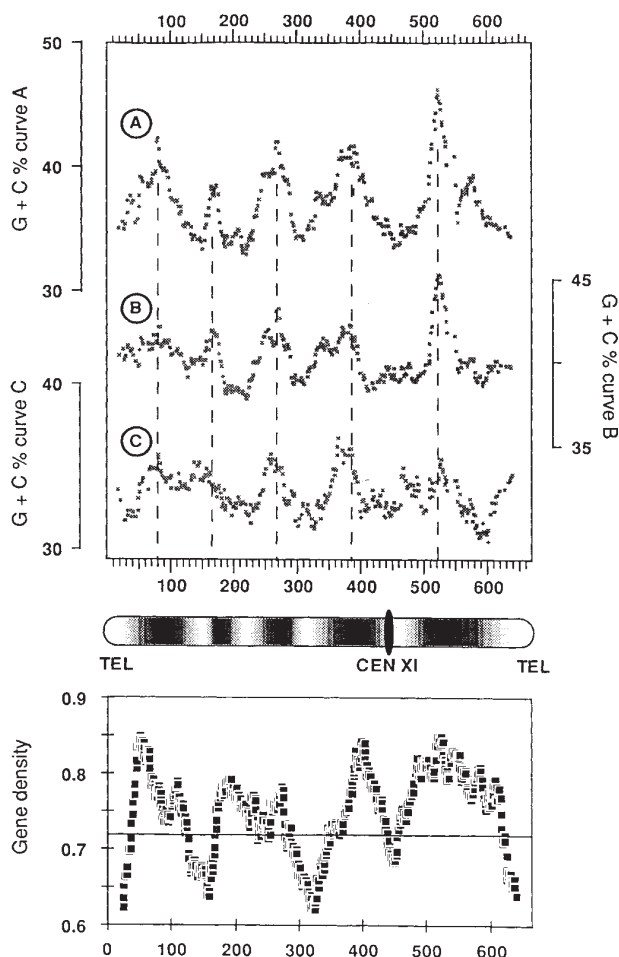 100 200 300 400 500 600
50
40
30
G + C % curve A
A
B
C
45
35
G + C % curve B
40
30
G + C % curve C
100 200 300 400 500 600
TEL CEN XI TEL
0.9
0.8
0.7
0.6
Gene density
0 100 200 300 400 500 600